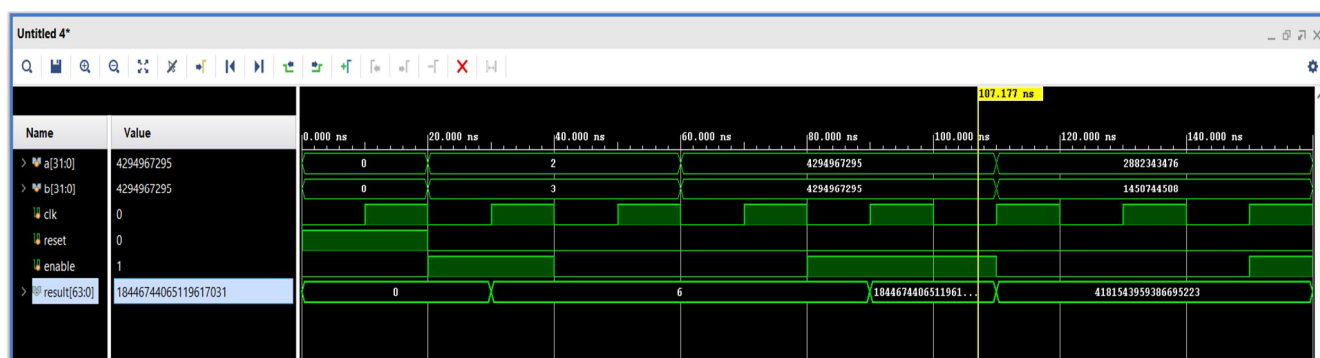 Untitled 4*
107.177 ns
Name Value
0.000 ns 20.000 ns 40.000 ns 60.000 ns 80.000 ns 100.000 ns 120.000 ns 140.000 ns
a[31:0] 4294967295 0 2 4294967295 2882343476
b[31:0] 4294967295 0 3 4294967295 1450744508
clk 0
reset 0
enable 1
result[63:0] 18446744065119617031 0 6 1844674406511961... 4181543959386695223